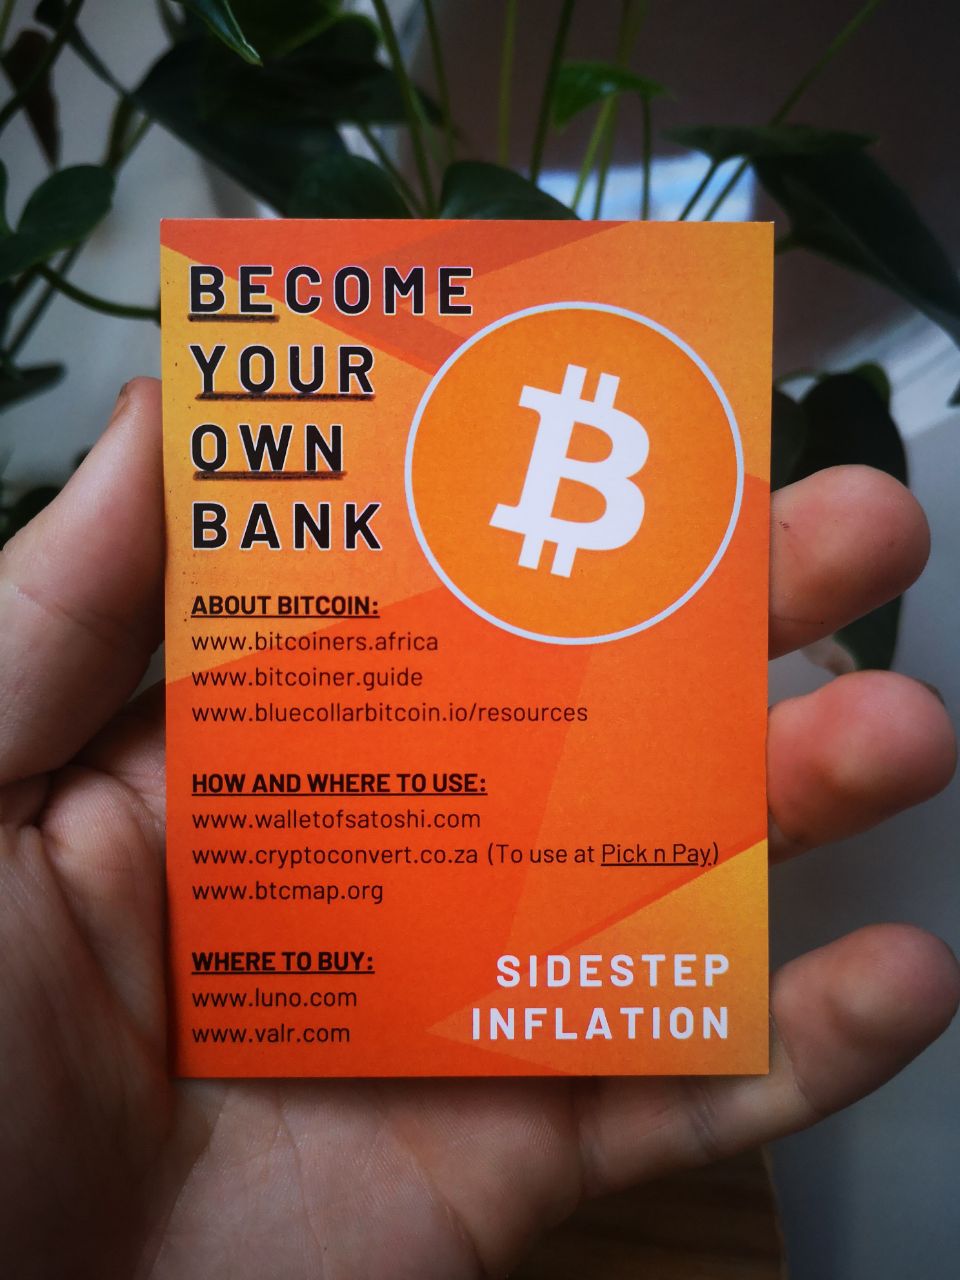 BECOME
YOUR
OWN
BANK
ABOUT BITCOIN:
www.bitcoiners.africa
www.bitcoiner.guide
www.bluecollarbitcoin.io/resources
HOW AND WHERE TO USE:
www.walletofsatoshi.com
www.cryptoconvert.co.za (To use at Pick n Pay)
www.btcmap.org
WHERE TO BUY:
www.luno.com
www.valr.com
SIDESTEP
INFLATION